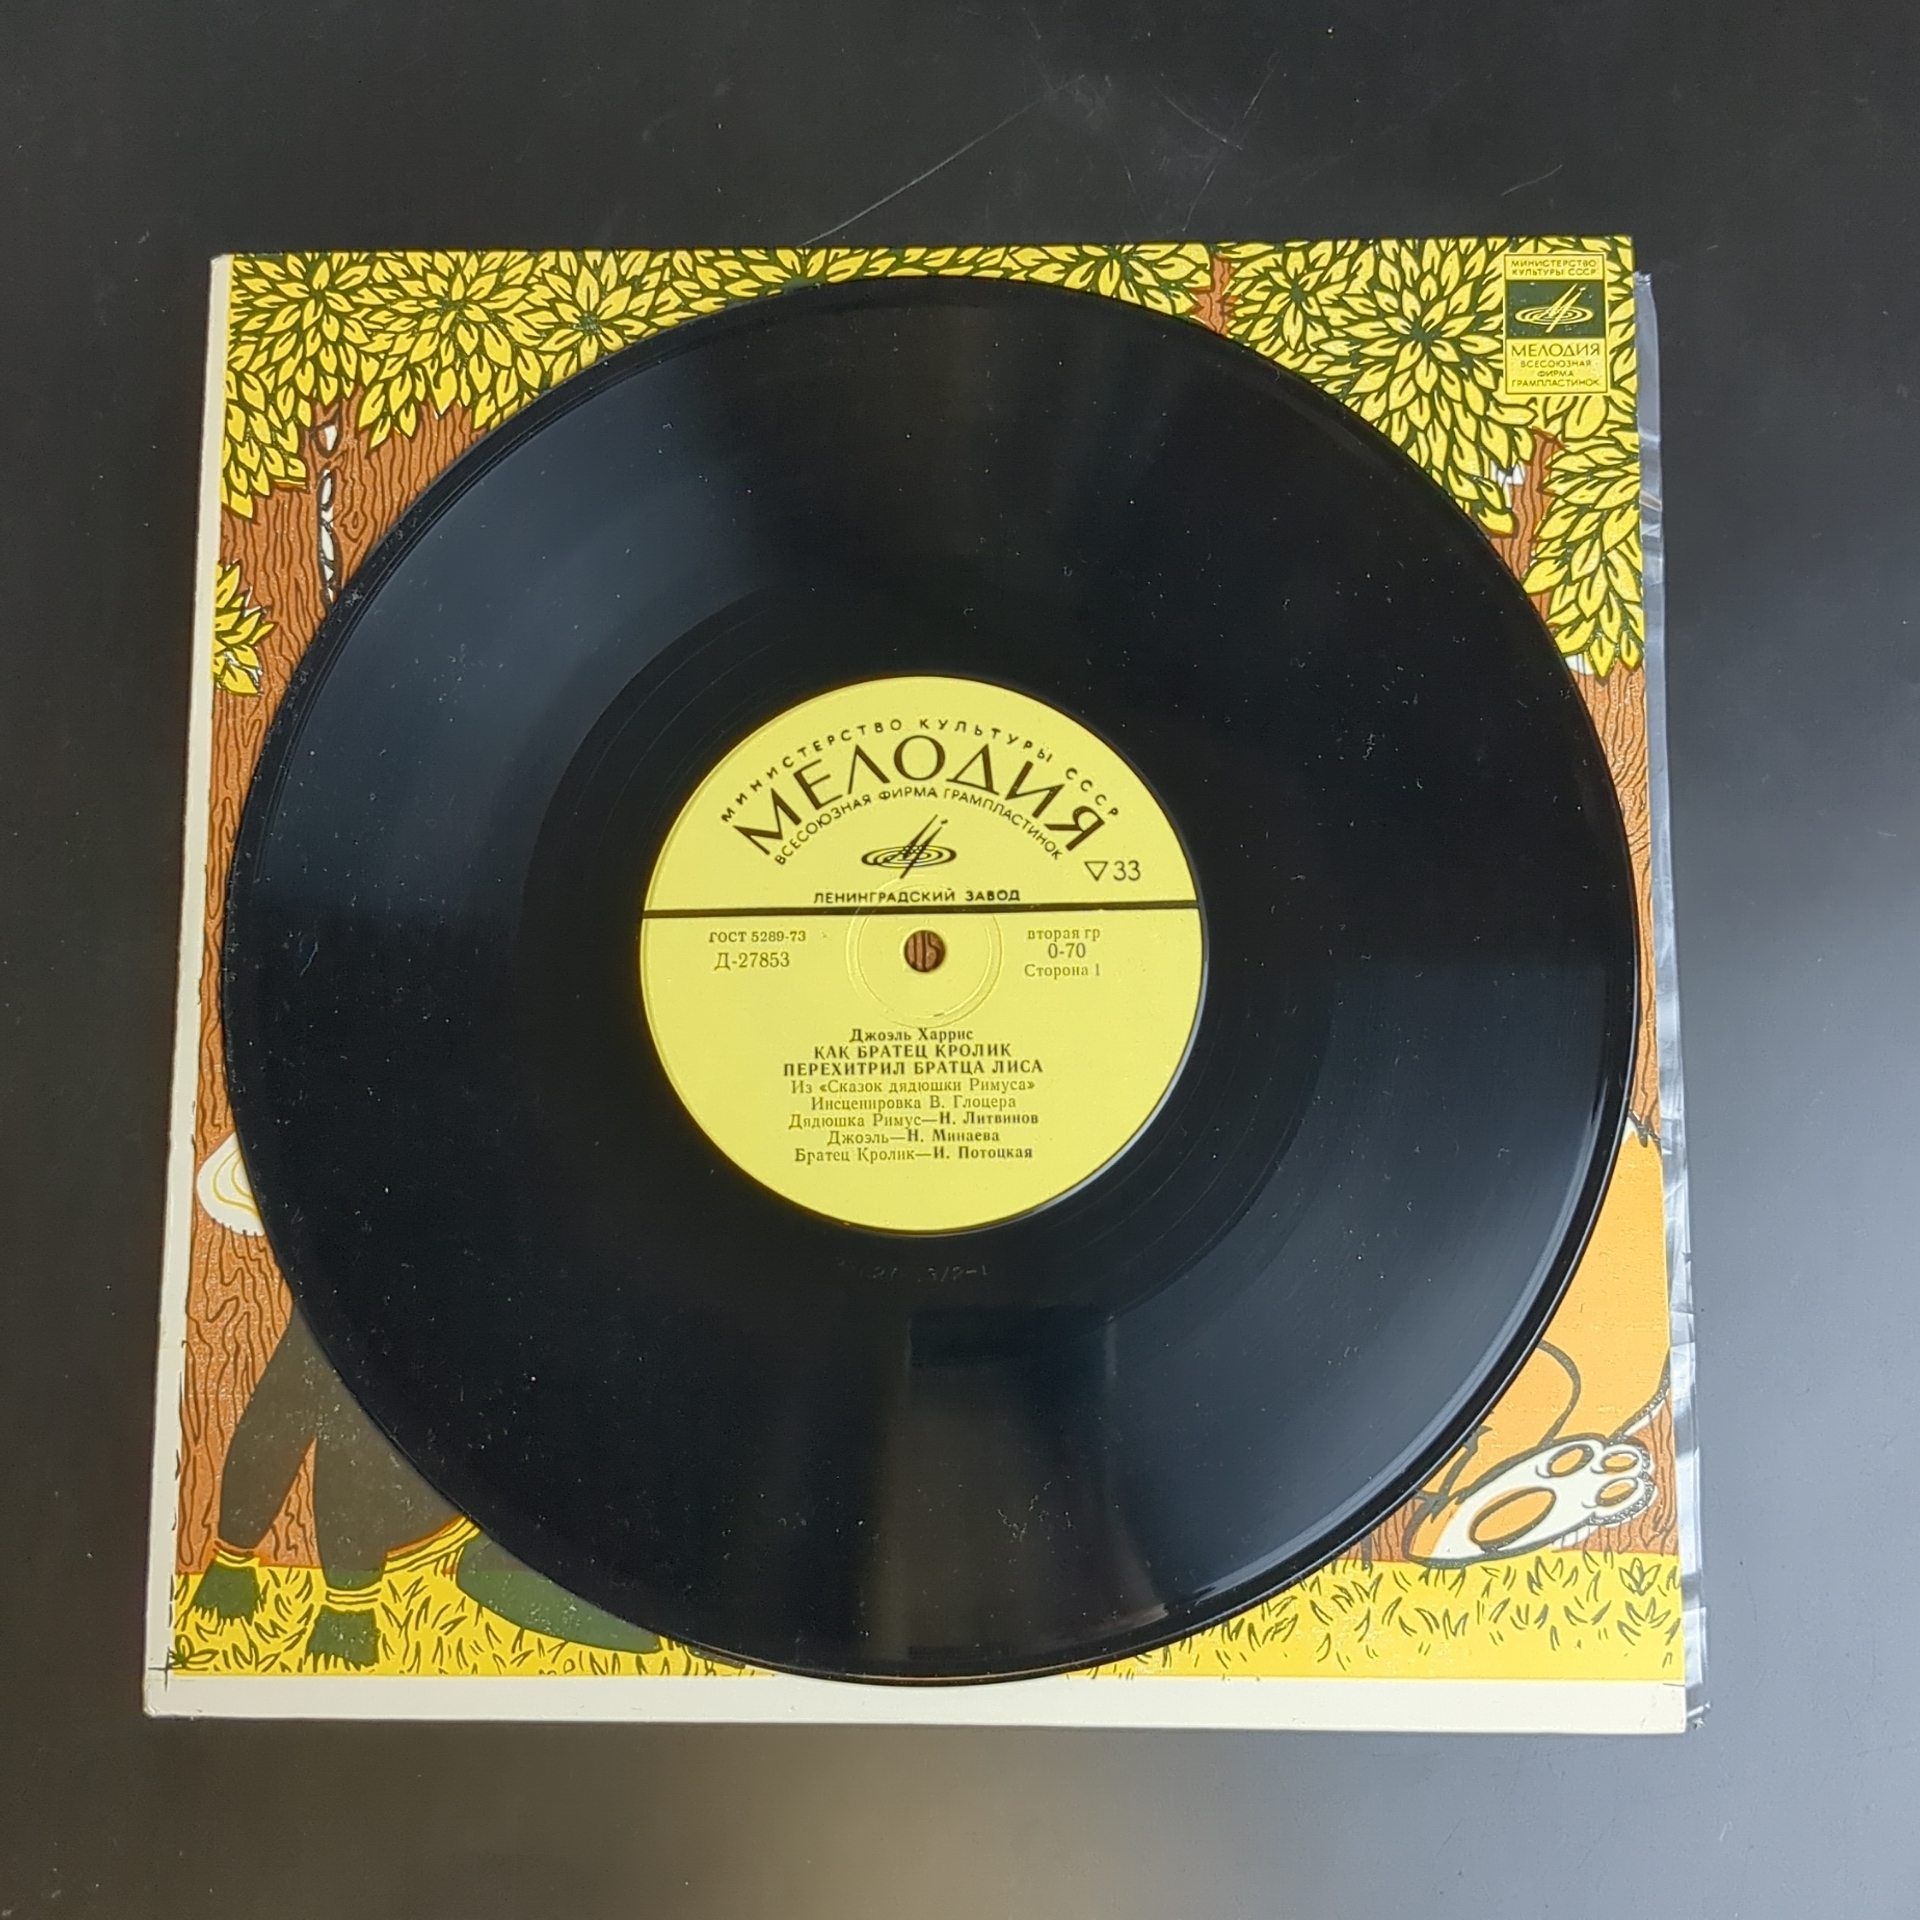 МИНИСТЕРСТВО
КУЛЬТУРЫ СССР
МЕЛОДИЯ
ВСЕСОЮЗНАЯ
ФИРМА
ГРАМПЛАСТИНОК
МИНИСТЕРСТВО КУЛЬТУРЫ СССР
МЕЛОДИЯ
ВСЕСОЮЗНАЯ ФИРМА ГРАМПЛАСТИНОК
▽33
ЛЕНИНГРАДСКИЙ ЗАВОД
ГОСТ 5289-73
Д-27853
вторая гр
0-70
Сторона 1
Джоэль Харрис
КАК БРАТЕЦ КРОЛИК
ПЕРЕХИТРИЛ БРАТЦА ЛИСА
Из «Сказок дядюшки Римуса»
Инсценировка В. Глоцера
Дядюшка Римус—Н. Литвинов
Джоэль—Н. Минаева
Братец Кролик—И. Потоцкая